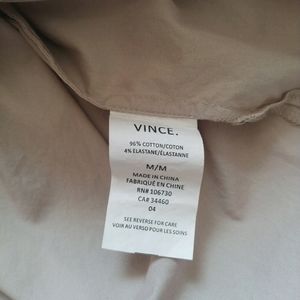 VINCE.
96% COTTON/COTON
4% ELASTANE/ÉLASTANNE
M/M
MADE IN CHINA
FABRIQUÉ EN CHINE
RN# 106730
CA# 34460
04
SEE REVERSE FOR CARE
VOIR AU VERSO POUR LES SOINS